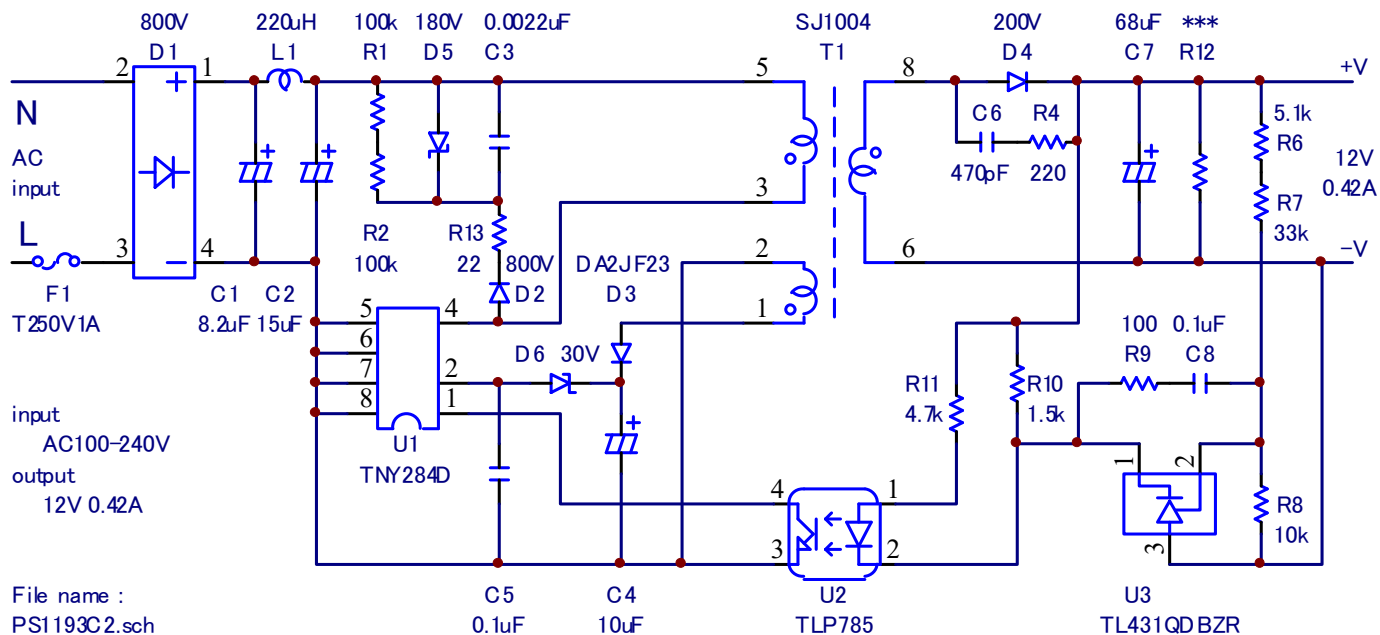 800V 220uH 100k 180V 0.0022uF SJ1004 200V 68uF ***
D1 L1 R1 D5 C3 T1 D4 C7 R12
2 + 1 5 8 +V
N
5.1k
C6 R4 R6
AC 12V
470pF 220
input 0.42A
3 R7
L 3 - 4 R2 R13 2 6 33k -V
100k 22 800V DA2JF23
F1 C1 C2 D2 D3
T250V1A 8.2uF 15uF 5 4 1
100 0.1uF
6 D6 30V R9 C8
7 2 R11 R10
8 1 4.7k 1.5k
input
AC100-240V U1 1 2
output TNY284D
12V 0.42A 4 1 R8
10k
3 2 3
File name : C5 C4 U2 U3
PS1193C2.sch 0.1uF 10uF TLP785 TL431QDBZR